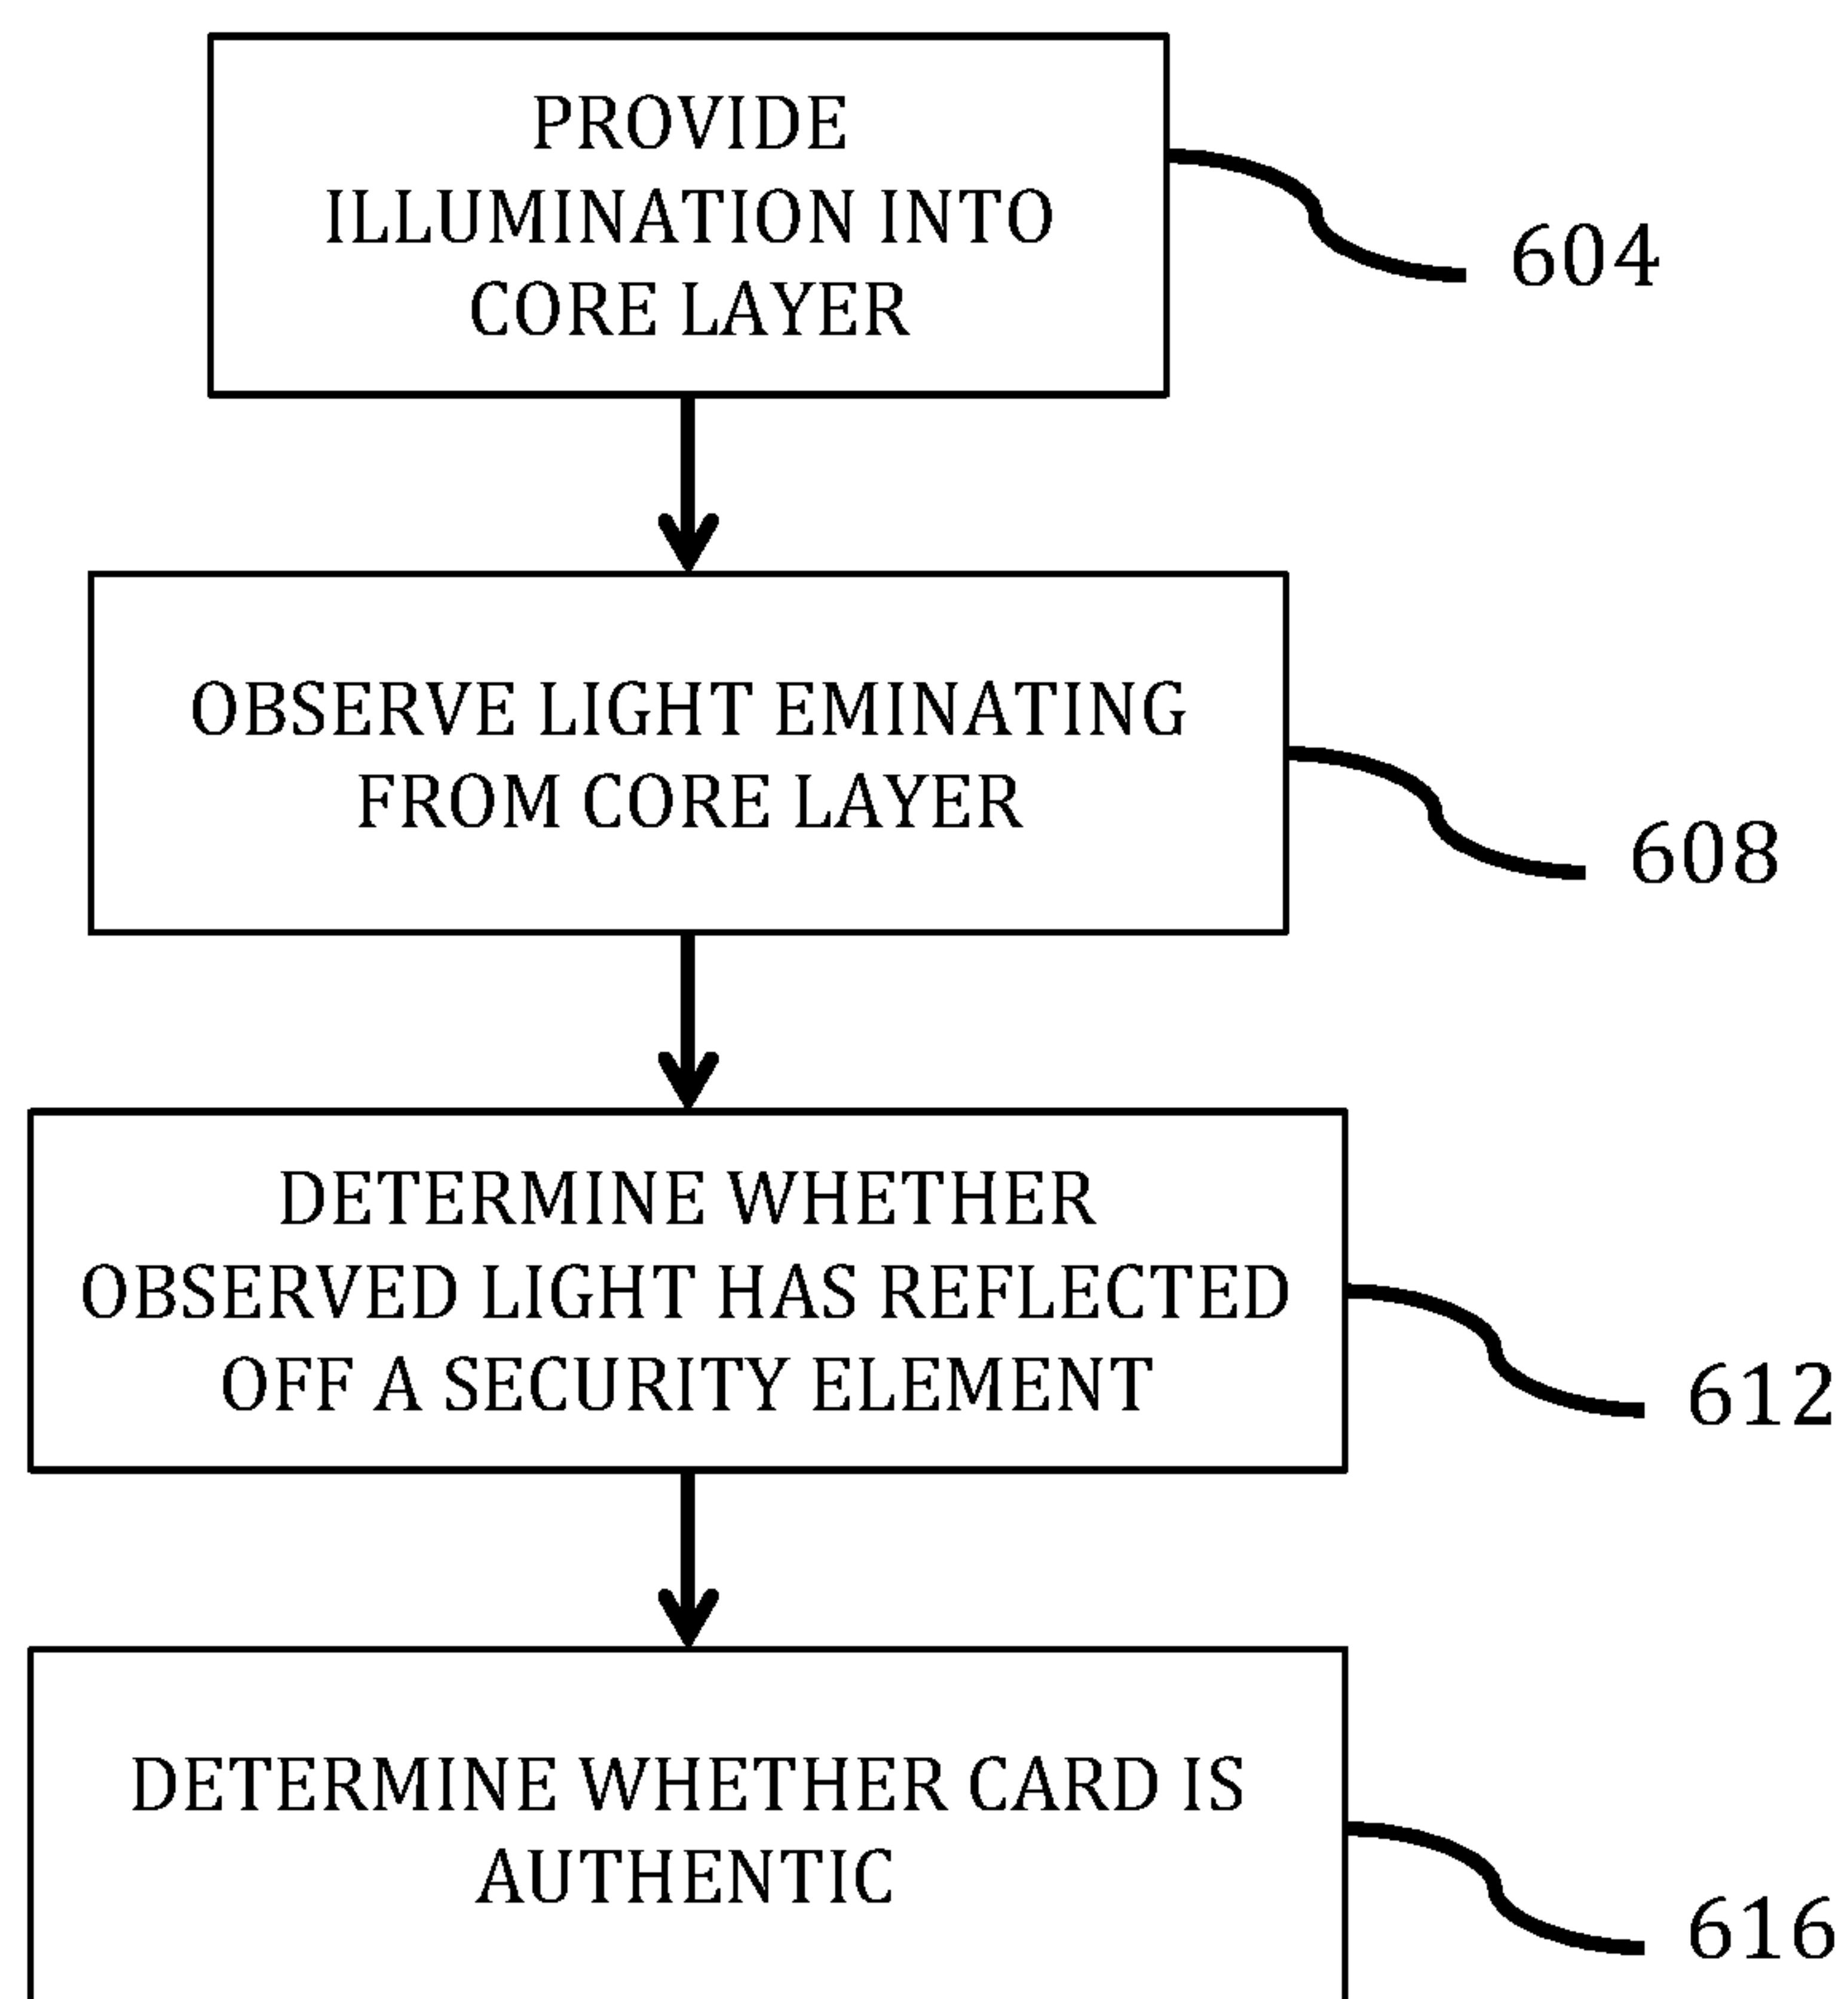 PROVIDE
ILLUMINATION INTO
CORE LAYER
604
OBSERVE LIGHT EMINATING
FROM CORE LAYER
608
DETERMINE WHETHER
OBSERVED LIGHT HAS REFLECTED
OFF A SECURITY ELEMENT
612
DETERMINE WHETHER CARD IS
AUTHENTIC
616